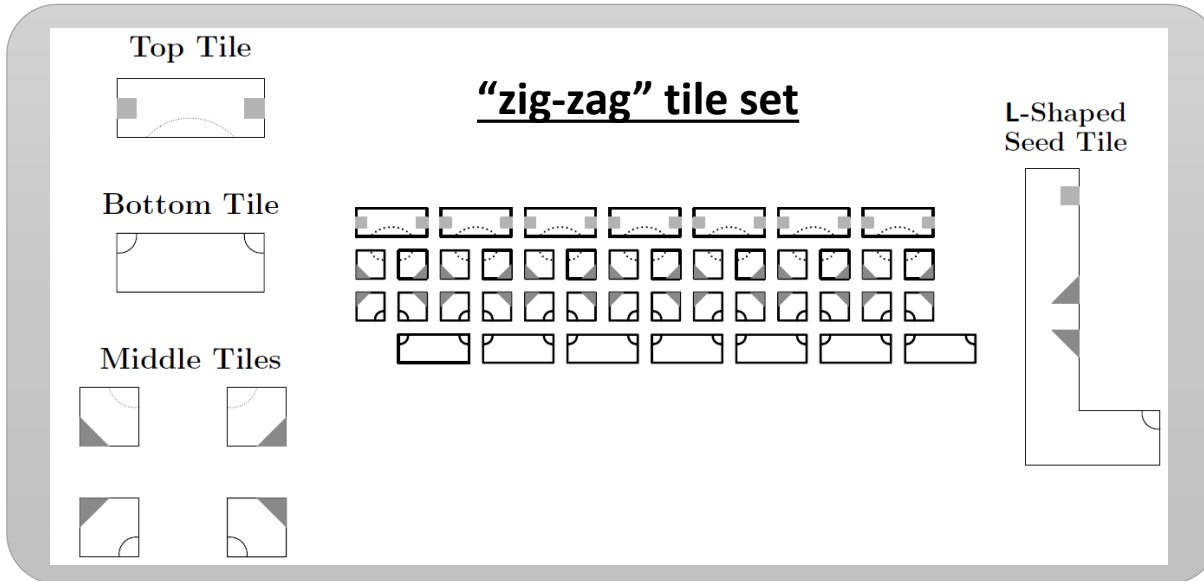 Top Tile
“zig-zag” tile set
L-Shaped
Seed Tile
Bottom Tile
Middle Tiles